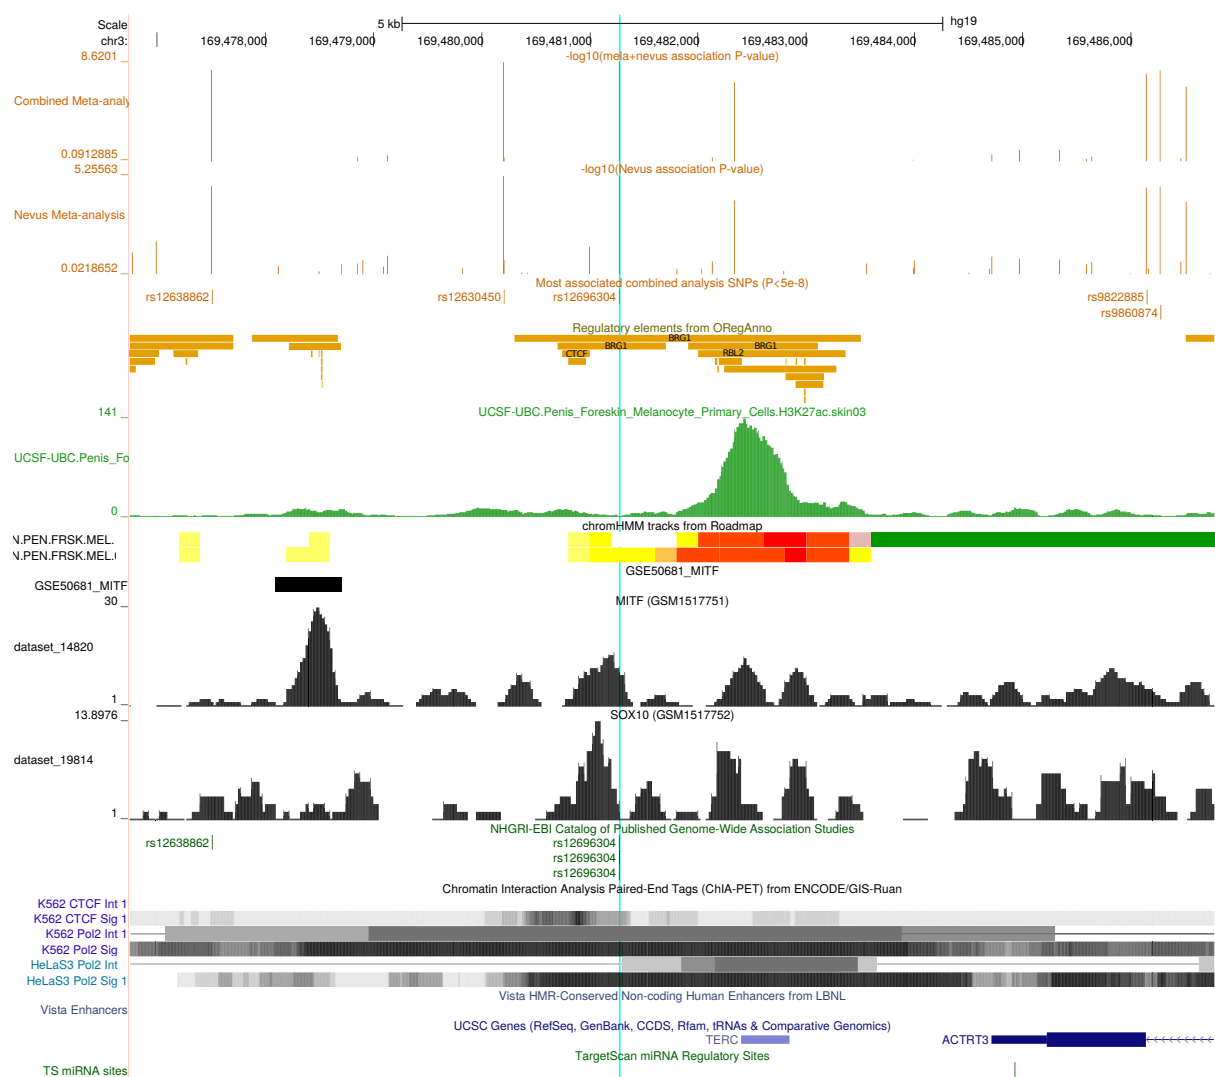 Scale 5 kb hg19
chr3: 169,478,000 169,479,000 169,480,000 169,481,000 169,482,000 169,483,000 169,484,000 169,485,000 169,486,000
8.6201 -log10(mela+nevus association P-value)
Combined Meta-analy
0.0912885
5.25563 -log10(Nevus association P-value)
Nevus Meta-analysis
0.0218652
Most associated combined analysis SNPs (P<5e-8)
rs12638862 rs12630450 rs12696304 rs9822885
rs9860874
Regulatory elements from ORegAnno
BRG1
BRG1 BRG1
CTCF RBL2
141 UCSF-UBC.Penis_Foreskin_Melanocyte_Primary_Cells.H3K27ac.skin03
UCSF-UBC.Penis_Fo
0
chromHMM tracks from Roadmap
N.PEN.FRSK.MEL.
N.PEN.FRSK.MEL.(
GSE50681_MITF
GSE50681_MITF
30 MITF (GSM1517751)
dataset_14820
1
13.8976 SOX10 (GSM1517752)
dataset_19814
1
NHGRI-EBI Catalog of Published Genome-Wide Association Studies
rs12638862 rs12696304
rs12696304
rs12696304
Chromatin Interaction Analysis Paired-End Tags (ChIA-PET) from ENCODE/GIS-Ruan
K562 CTCF Int 1
K562 CTCF Sig 1
K562 Pol2 Int 1
K562 Pol2 Sig
HeLaS3 Pol2 Int
HeLaS3 Pol2 Sig 1
Vista HMR-Conserved Non-coding Human Enhancers from LBNL
Vista Enhancers
UCSC Genes (RefSeq, GenBank, CCDS, Rfam, tRNAs & Comparative Genomics)
TERC ACTRT3
TargetScan miRNA Regulatory Sites
TS miRNA sites